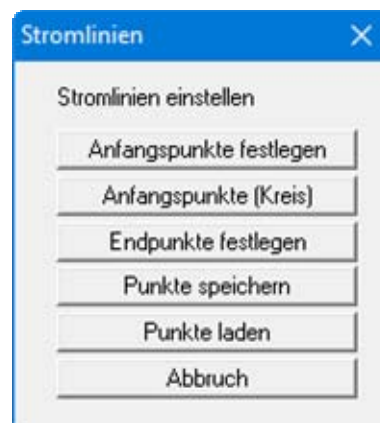 Stromlinien
Stromlinien einstellen
Anfangspunkte festlegen
Anfangspunkte (Kreis)
Endpunkte festlegen
Punkte speichern
Punkte laden
Abbruch